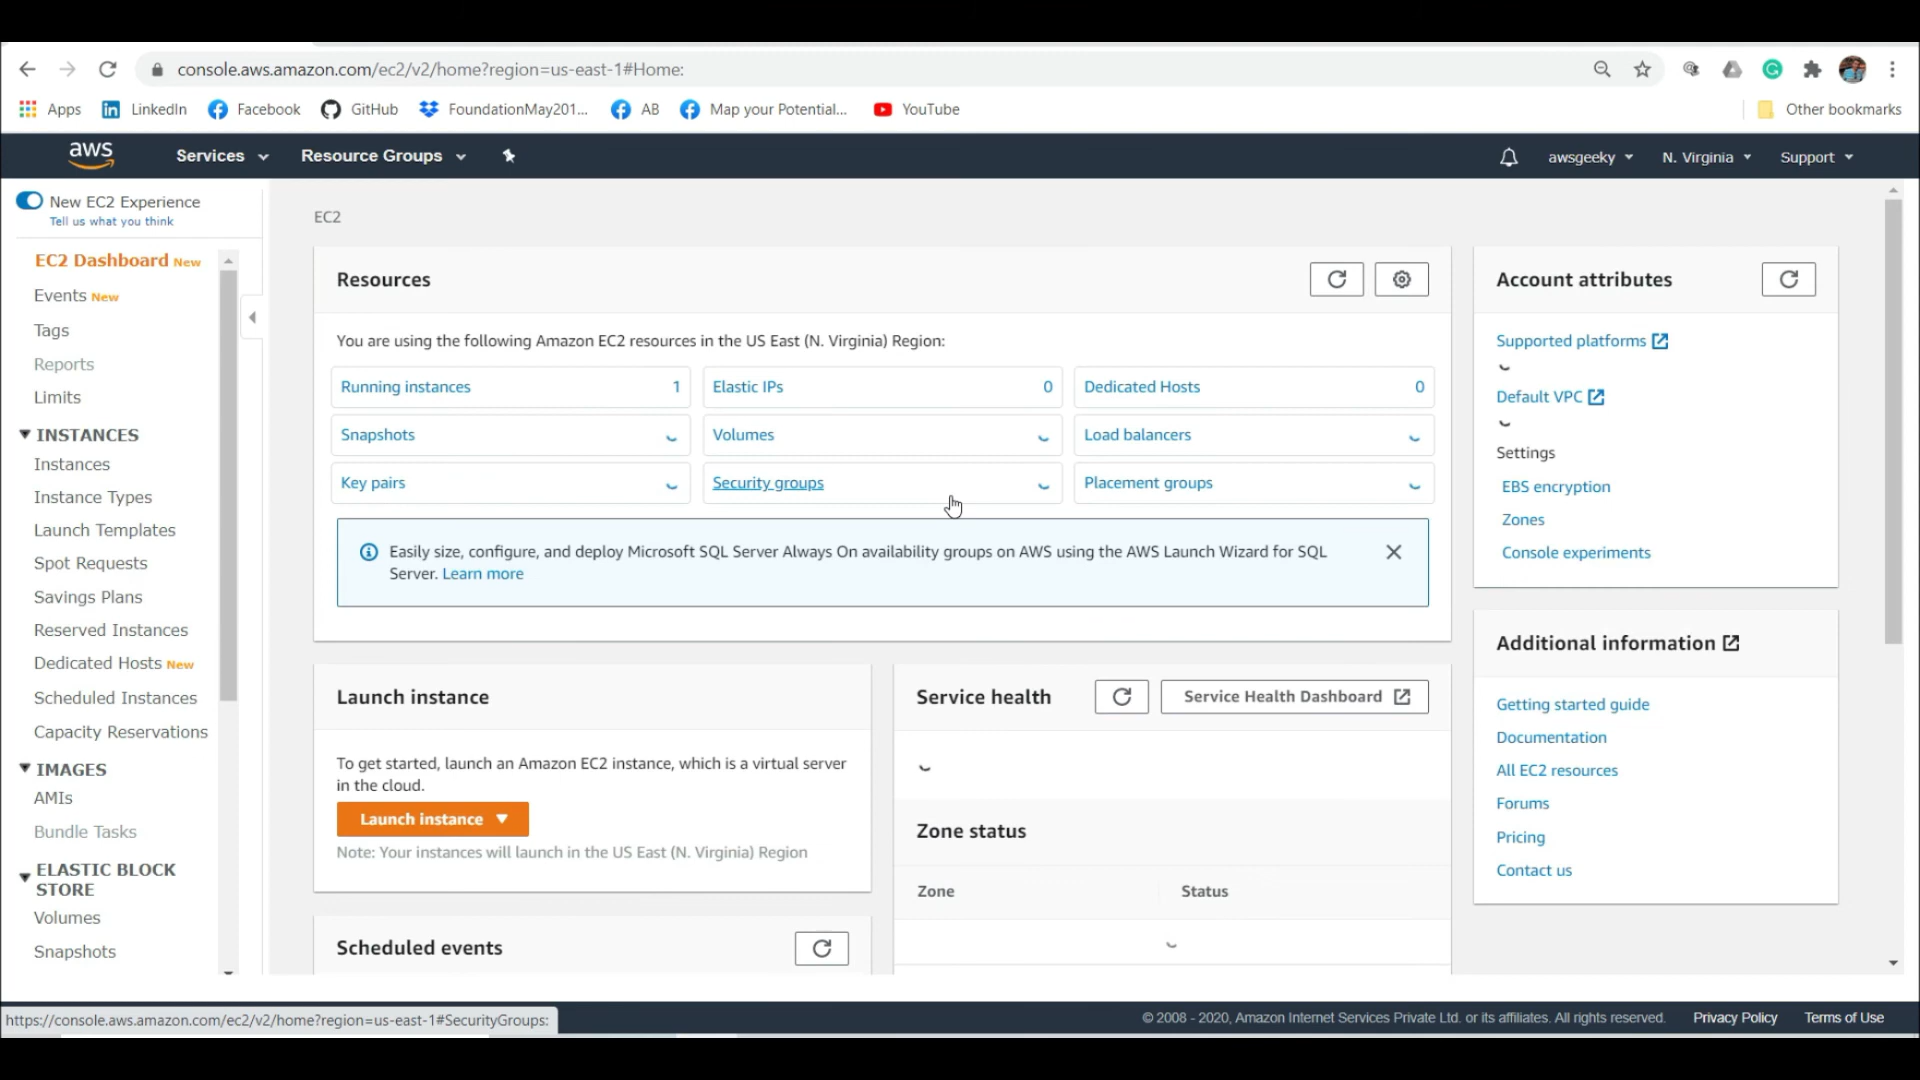 console.aws.amazon.com/ec2/v2/home?region=us-east-1#Home:
Apps LinkedIn Facebook GitHub FoundationMay201... AB Map your Potential... YouTube Other bookmarks
aws Services Resource Groups awsgeeky N. Virginia Support
New EC2 Experience
Tell us what you think
EC2 Dashboard New
Events New
Tags
Reports
Limits
INSTANCES
Instances
Instance Types
Launch Templates
Spot Requests
Savings Plans
Reserved Instances
Dedicated Hosts New
Scheduled Instances
Capacity Reservations
IMAGES
AMIs
Bundle Tasks
ELASTIC BLOCK
STORE
Volumes
Snapshots
EC2
Resources
You are using the following Amazon EC2 resources in the US East (N. Virginia) Region:
Running instances 1 Elastic IPs 0 Dedicated Hosts 0
Snapshots Volumes Load balancers
Key pairs Security groups Placement groups
Easily size, configure, and deploy Microsoft SQL Server Always On availability groups on AWS using the AWS Launch Wizard for SQL
Server. Learn more
Launch instance
To get started, launch an Amazon EC2 instance, which is a virtual server
in the cloud.
Launch instance
Note: Your instances will launch in the US East (N. Virginia) Region
Scheduled events
Service health Service Health Dashboard
Zone status
Zone Status
Account attributes
Supported platforms
Default VPC
Settings
EBS encryption
Zones
Console experiments
Additional information
Getting started guide
Documentation
All EC2 resources
Forums
Pricing
Contact us
https://console.aws.amazon.com/ec2/v2/home?region=us-east-1#SecurityGroups:
© 2008 - 2020, Amazon Internet Services Private Ltd. or its affiliates. All rights reserved. Privacy Policy Terms of Use